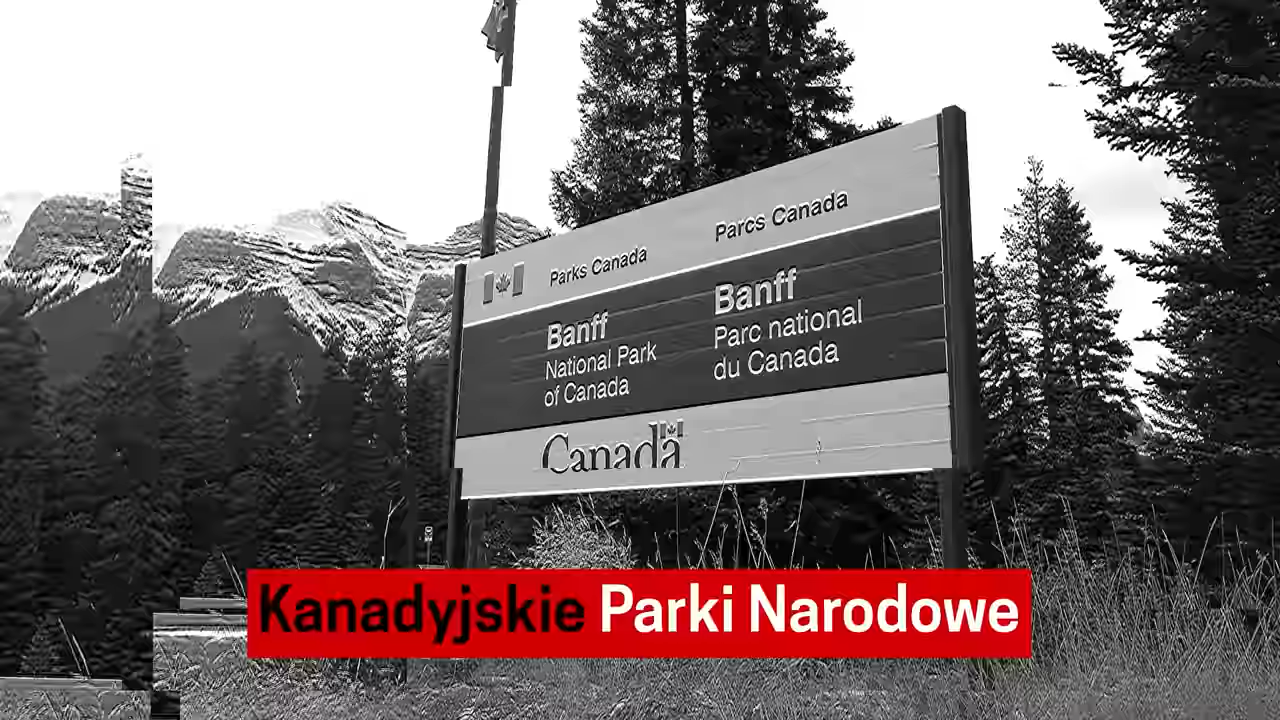 Parks Canada
Parcs Canada
Banff
National Park
of Canada
Banff
Parc national
du Canada
Canada
Kanadyjskie Parki Narodowe